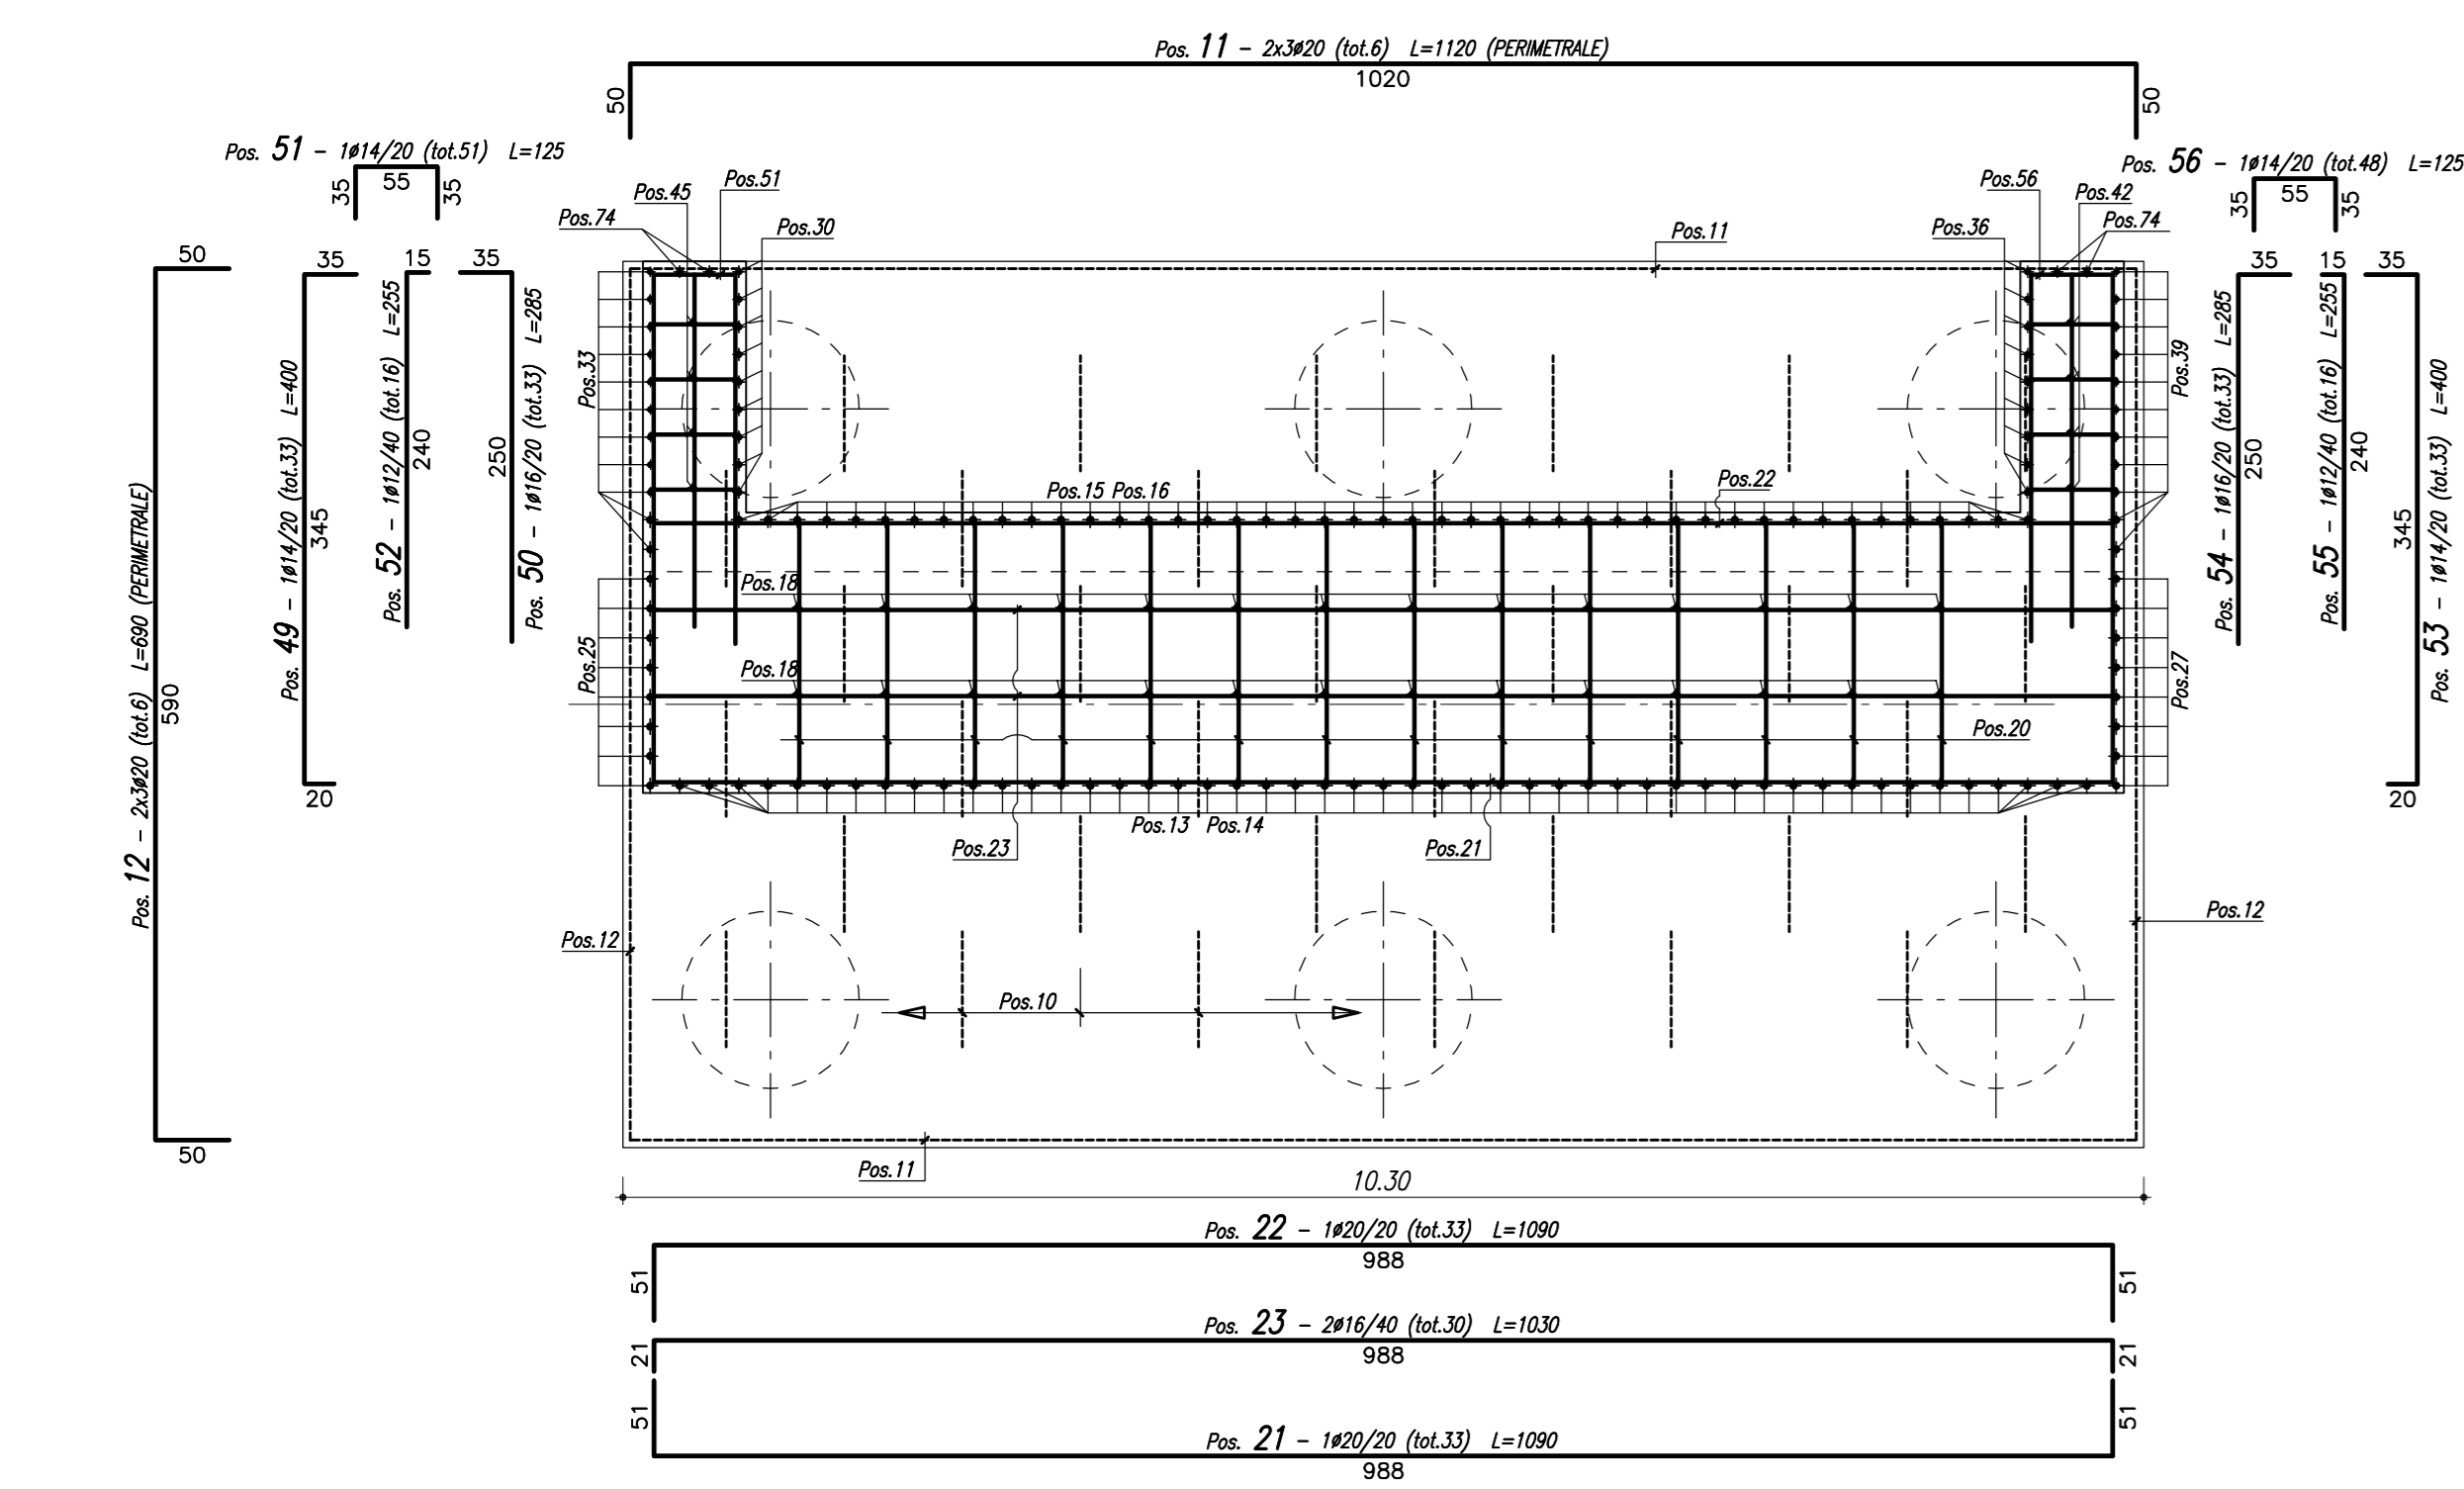 Pos. 11 - 2x3ø20 (tot.6) L=1120 (PERIMETRALE)
1020
50
50
Pos. 51 - 1ø14/20 (tot.51) L=125
35
55
35
Pos. 56 - 1ø14/20 (tot.48) L=125
35
55
35
Pos.45
Pos.51
Pos.74
Pos.30
Pos.11
Pos.36
Pos.56
Pos.42
Pos.74
50
Pos. 12 - 2x3ø20 (tot.6) L=690 (PERIMETRALE)
590
50
35
Pos. 49 - 1ø14/20 (tot.33) L=400
345
20
15
Pos. 52 - 1ø12/40 (tot.16) L=255
240
35
250
Pos. 50 - 1ø16/20 (tot.33) L=285
Pos.33
Pos.39
35
Pos. 54 - 1ø16/20 (tot.33) L=285
250
15
Pos. 55 - 1ø12/40 (tot.16) L=255
240
35
345
Pos. 53 - 1ø14/20 (tot.33) L=400
20
Pos.15 Pos.16
Pos.22
Pos.18
Pos.25
Pos.18
Pos.27
Pos.20
Pos.13 Pos.14
Pos.23
Pos.21
Pos.12
Pos.12
Pos.10
Pos.11
10.30
Pos. 22 - 1ø20/20 (tot.33) L=1090
988
51
51
Pos. 23 - 2ø16/40 (tot.30) L=1030
988
21
21
51
51
Pos. 21 - 1ø20/20 (tot.33) L=1090
988